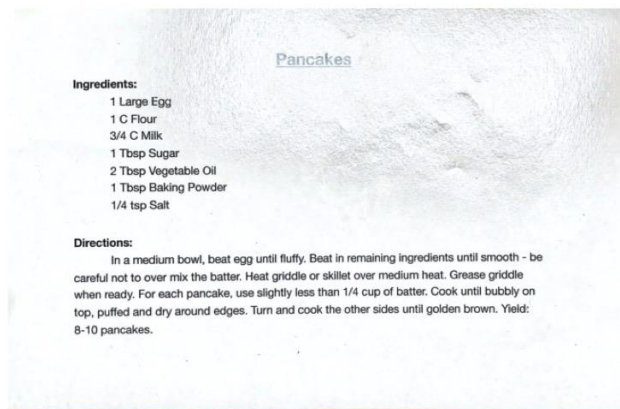 Pancakes
Ingredients:
1 Large Egg
1 C Flour
3/4 C Milk
1 Tbsp Sugar
2 Tbsp Vegetable Oil
1 Tbsp Baking Powder
1/4 tsp Salt
Directions:
In a medium bowl, beat egg until fluffy. Beat in remaining ingredients until smooth - be
careful not to over mix the batter. Heat griddle or skillet over medium heat. Grease griddle
when ready. For each pancake, use slightly less than 1/4 cup of batter. Cook until bubbly on
top, puffed and dry around edges. Turn and cook the other sides until golden brown. Yield:
8-10 pancakes.